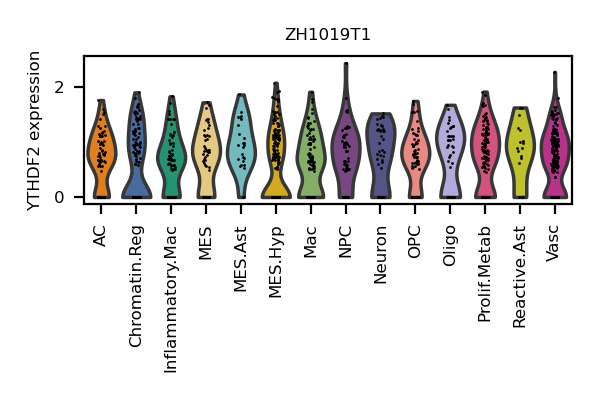 ZH1019T1
YTHDF2 expression
2
0
AC
Chromatin.Reg
Inflammatory.Mac
MES
MES.Ast
MES.Hyp
Mac
NPC
Neuron
OPC
Oligo
Prolif.Metab
Reactive.Ast
Vasc